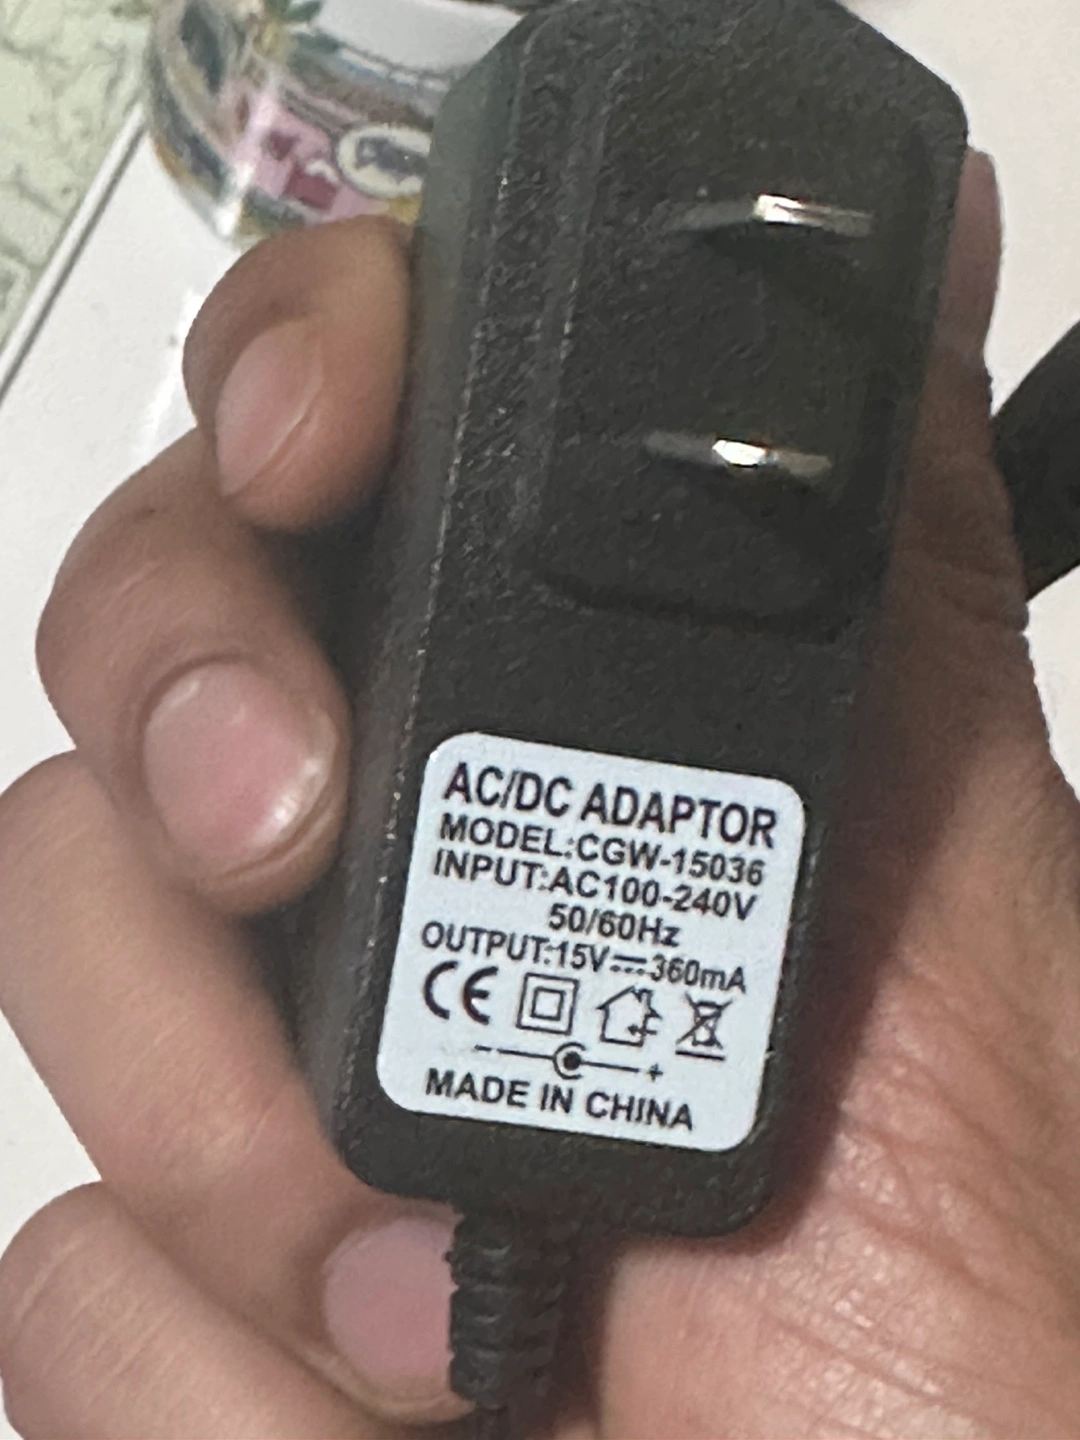 AC/DC ADAPTOR
MODEL:CGW-15036
INPUT:AC100-240V
50/60Hz
OUTPUT:15V⎓360mA
CE
- +
MADE IN CHINA